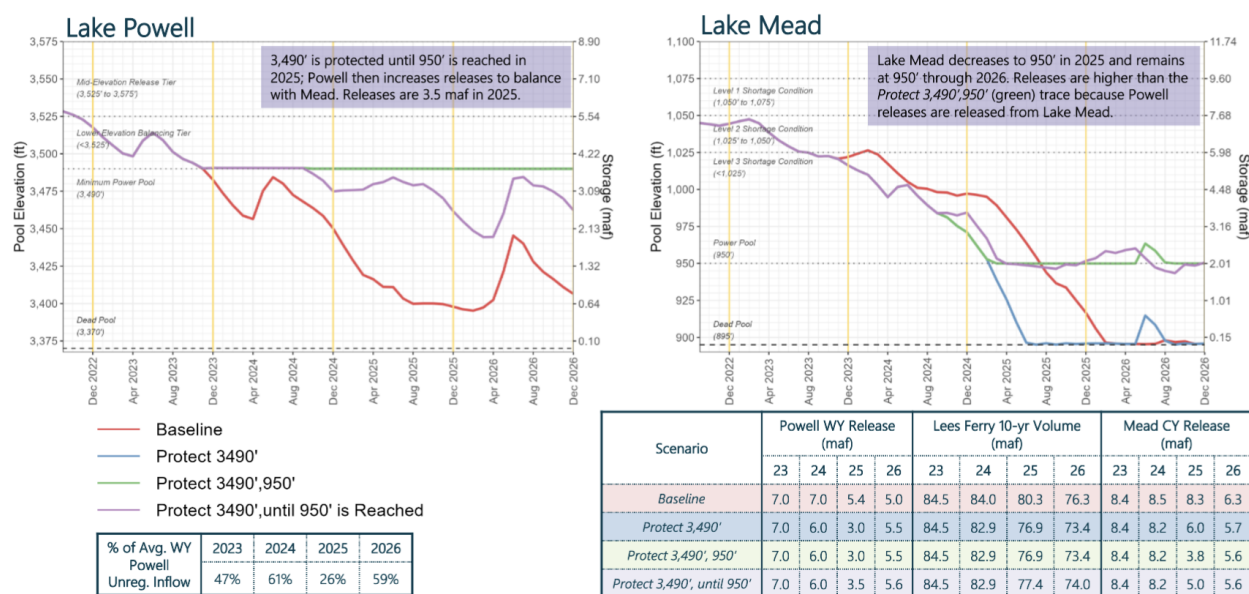 Lake Powell
3,490' is protected until 950' is reached in
2025; Powell then increases releases to balance
with Mead. Releases are 3.5 maf in 2025.
Pool Elevation (ft)
3,575
3,550
3,525
3,500
3,475
3,450
3,425
3,400
3,375
Mid-Elevation Release Tier
(3,525' to 3,575')
Lower Elevation Balancing Tier
(<3,525')
Minimum Power Pool
(3,490')
Dead Pool
(3,370')
8.90
7.10
5.54
4.22
3.09
2.13
1.32
0.64
0.10
Storage (maf)
Dec 2022
Apr 2023
Aug 2023
Dec 2023
Apr 2024
Aug 2024
Dec 2024
Apr 2025
Aug 2025
Dec 2025
Apr 2026
Aug 2026
Dec 2026
Lake Mead
Lake Mead decreases to 950' in 2025 and remains
at 950' through 2026. Releases are higher than the
Protect 3,490',950' (green) trace because Powell
releases are released from Lake Mead.
Pool Elevation (ft)
1,100
1,075
1,050
1,025
1,000
975
950
925
900
Level 1 Shortage Condition
(1,050' to 1,075')
Level 2 Shortage Condition
(1,025' to 1,050')
Level 3 Shortage Condition
(<1,025')
Power Pool
(950')
Dead Pool
(895')
11.74
9.60
7.68
5.98
4.48
3.16
2.01
1.01
0.15
Storage (maf)
Dec 2022
Apr 2023
Aug 2023
Dec 2023
Apr 2024
Aug 2024
Dec 2024
Apr 2025
Aug 2025
Dec 2025
Apr 2026
Aug 2026
Dec 2026
Baseline
Protect 3490'
Protect 3490',950'
Protect 3490',until 950' is Reached
% of Avg. WY
Powell
Unreg. Inflow
2023 2024 2025 2026
47% 61% 26% 59%
Scenario
Powell WY Release
(maf)
Lees Ferry 10-yr Volume
(maf)
Mead CY Release
(maf)
23 24 25 26 23 24 25 26 23 24 25 26
Baseline 7.0 7.0 5.4 5.0 84.5 84.0 80.3 76.3 8.4 8.5 8.3 6.3
Protect 3,490' 7.0 6.0 3.0 5.5 84.5 82.9 76.9 73.4 8.4 8.2 6.0 5.7
Protect 3,490', 950' 7.0 6.0 3.0 5.5 84.5 82.9 76.9 73.4 8.4 8.2 3.8 5.6
Protect 3,490', until 950' 7.0 6.0 3.5 5.6 84.5 82.9 77.4 74.0 8.4 8.2 5.0 5.6